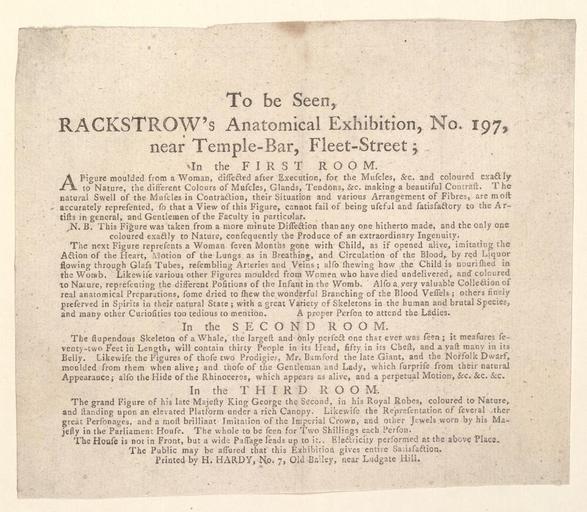 To be Seen,
RACKSTROW's Anatomical Exhibition, No. 197,
near Temple-Bar, Fleet-Street;
In the FIRST ROOM.
A Figure moulded from a Woman, diſſected after Execution, for the Muſcles, &c. and coloured exactly
to Nature, the different Colours of Muſcles, Glands, Tendons, &c. making a beautiful Contraſt. The
natural Swell of the Muſcles in Contraction, their Situation and various Arrangement of Fibres, are moſt
accurately repreſented, ſo that a View of this Figure, cannot fail of being uſeful and ſatisfactory to the Ar-
tiſts in general, and Gentlemen of the Faculty in particular.
N. B. This Figure was taken from a more minute Diſſection than any one hitherto made, and the only one
coloured exactly to Nature, conſequently the Produce of an extraordinary Ingenuity.
The next Figure repreſents a Woman ſeven Months gone with Child, as if opened alive, imitating the
Action of the Heart, Motion of the Lungs as in Breathing, and Circulation of the Blood, by red Liquor
flowing through Glaſs Tubes, reſembling Arteries and Veins; alſo ſhewing how the Child is nouriſhed in
the Womb. Likewiſe various other Figures moulded from Women who have died undelivered, and coloured
to Nature, repreſenting the different Poſitions of the Infant in the Womb. Alſo a very valuable Collection of
real anatomical Preparations, ſome dried to ſhew the wonderful Branching of the Blood Veſſels; others finely
preſerved in Spirits in their natural State; with a great Variety of Skeletons in the human and brutal Species,
and many other Curioſities too tedious to mention. A proper Perſon to attend the Ladies.
In the SECOND ROOM.
The ſtupendous Skeleton of a Whale, the largeſt and only perfect one that ever was ſeen; it meaſures ſe-
venty-two Feet in Length, will contain thirty People in its Head, fifty in its Cheſt, and a vaſt many in its
Belly. Likewiſe the Figures of thoſe two Prodigies, Mr. Bamford the late Giant, and the Norfolk Dwarf,
moulded from them when alive; and thoſe of the Gentleman and Lady, which ſurpriſe from their natural
Appearance; alſo the Hide of the Rhinoceros, which appears as alive, and a perpetual Motion, &c. &c. &c.
In the THIRD ROOM.
The grand Figure of his late Majeſty King George the Second, in his Royal Robes, coloured to Nature,
and ſtanding upon an elevated Platform under a rich Canopy. Likewiſe the Repreſentation of ſeveral other
great Perſonages, and a moſt brilliant Imitation of the Imperial Crown, and other Jewels worn by his Ma-
jeſty in the Parliament Houſe. The whole to be ſeen for Two Shillings each Perſon.
The Houſe is not in Front, but a wide Paſſage leads up to it. Electricity performed at the above Place.
The Public may be aſſured that this Exhibition gives entire Satisfaction.
Printed by H. HARDY, No. 7, Old Bailey, near Ludgate Hill.